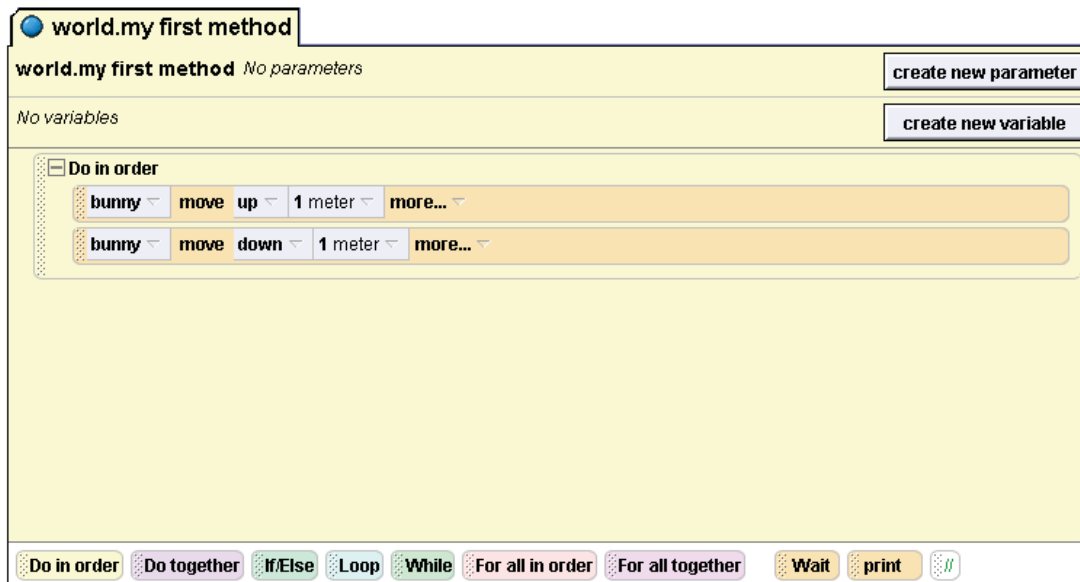 world.my first method
world.my first method No parameters create new parameter
No variables create new variable
Do in order
bunny move up 1 meter more...
bunny move down 1 meter more...
Do in order Do together If/Else Loop While For all in order For all together Wait print //